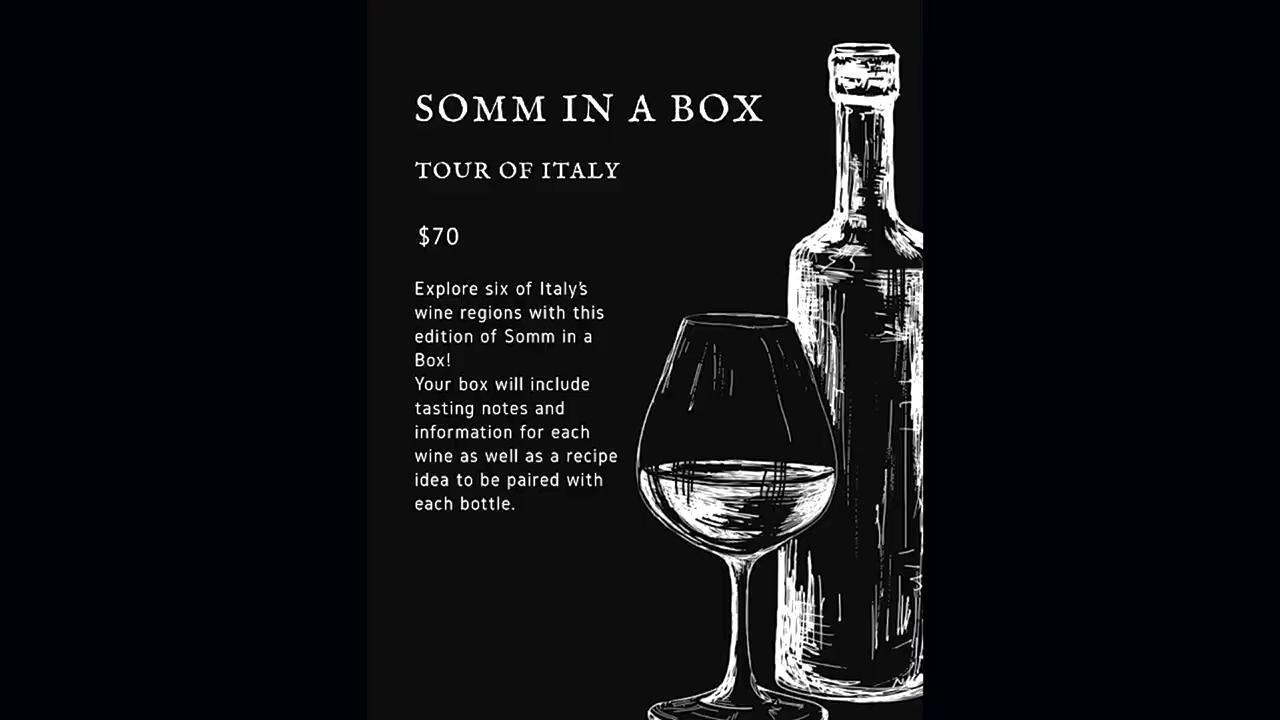 SOMM IN A BOX
TOUR OF ITALY
$70
Explore six of Italy's
wine regions with this
edition of Somm in a
Box!
Your box will include
tasting notes and
information for each
wine as well as a recipe
idea to be paired with
each bottle.